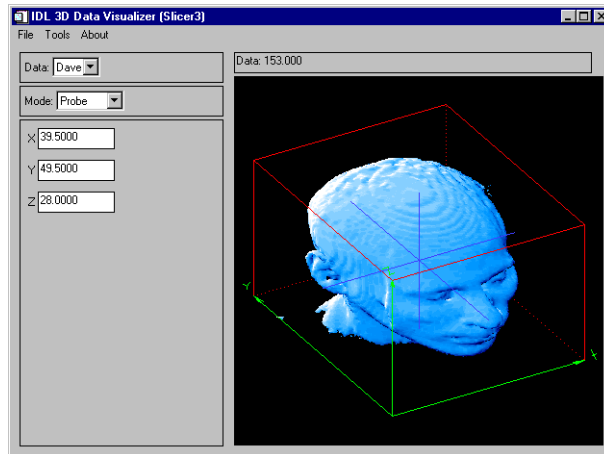 IDL 3D Data Visualizer (Slicer3)
File Tools About
Data: Dave
Data: 153.000
Mode: Probe
X 39.5000
Y 49.5000
Z 28.0000
Y
X